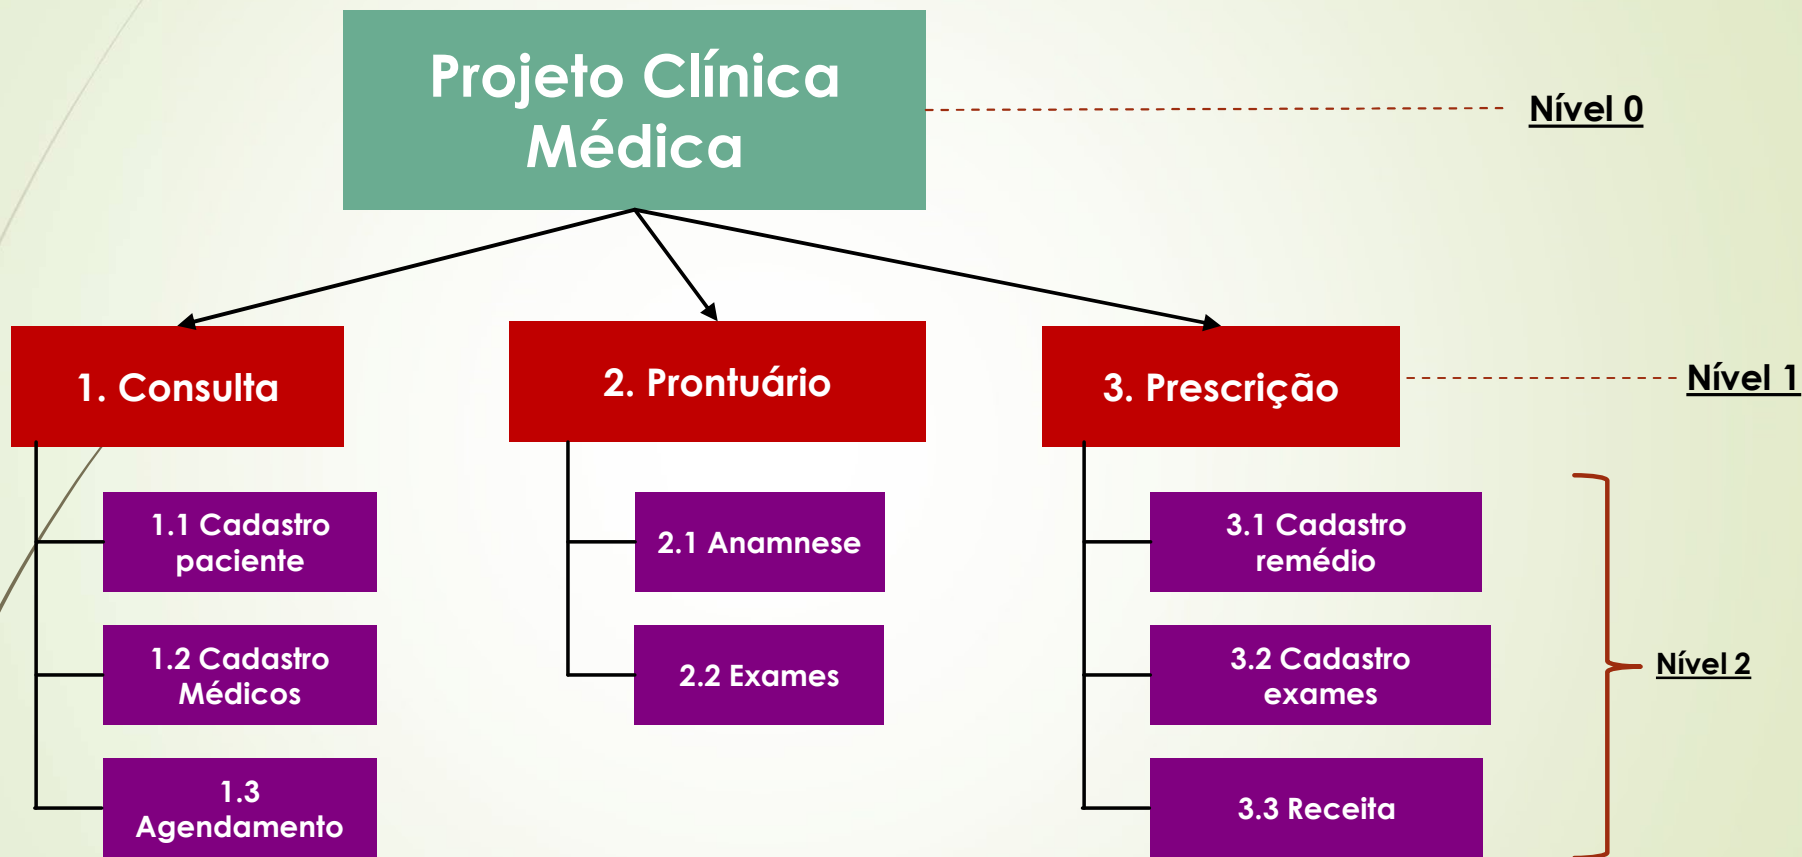 Projeto Clínica
Médica
Nível 0
1. Consulta
2. Prontuário
3. Prescrição
Nível 1
1.1 Cadastro
paciente
1.2 Cadastro
Médicos
1.3
Agendamento
2.1 Anamnese
2.2 Exames
3.1 Cadastro
remédio
3.2 Cadastro
exames
3.3 Receita
Nível 2